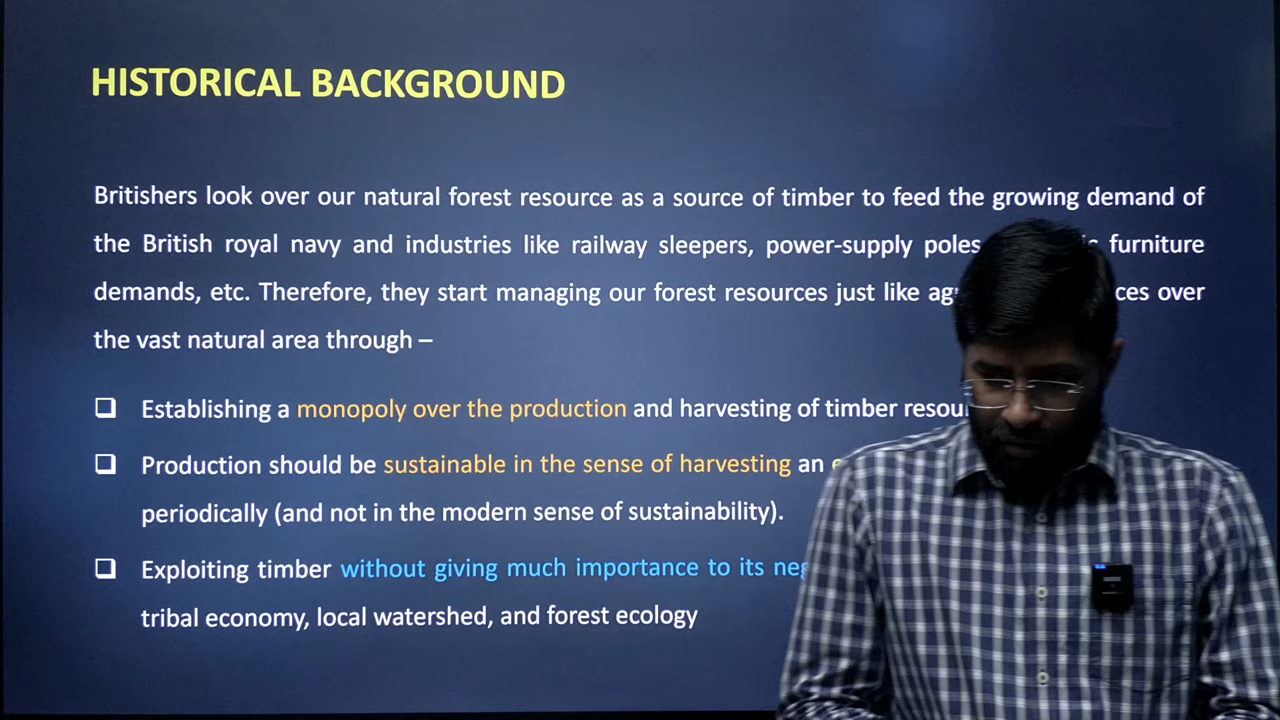 HISTORICAL BACKGROUND
Britishers look over our natural forest resource as a source of timber to feed the growing demand of
the British royal navy and industries like railway sleepers, power-supply poles furniture
demands, etc. Therefore, they start managing our forest resources just like over
the vast natural area through –
Establishing a monopoly over the production and harvesting of timber
Production should be sustainable in the sense of harvesting an
periodically (and not in the modern sense of sustainability).
Exploiting timber without giving much importance to its
tribal economy, local watershed, and forest ecology